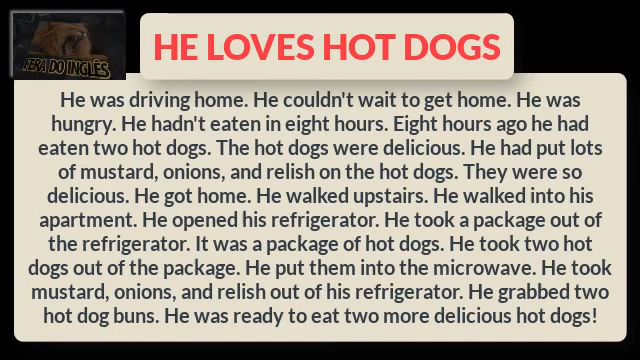 FERA DO INGLÊS
HE LOVES HOT DOGS
He was driving home. He couldn't wait to get home. He was
hungry. He hadn't eaten in eight hours. Eight hours ago he had
eaten two hot dogs. The hot dogs were delicious. He had put lots
of mustard, onions, and relish on the hot dogs. They were so
delicious. He got home. He walked upstairs. He walked into his
apartment. He opened his refrigerator. He took a package out of
the refrigerator. It was a package of hot dogs. He took two hot
dogs out of the package. He put them into the microwave. He took
mustard, onions, and relish out of his refrigerator. He grabbed two
hot dog buns. He was ready to eat two more delicious hot dogs!